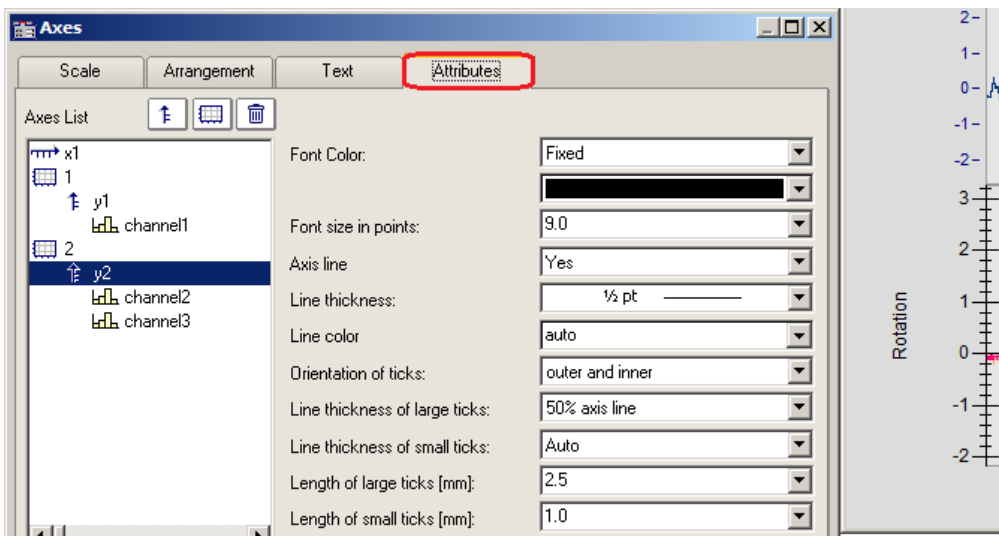 Axes
Scale
Arrangement
Text
Attributes
Axes List
x1
1
y1
channel1
2
y2
channel2
channel3
Font Color:
Fixed
Font size in points:
9.0
Axis line
Yes
Line thickness:
½ pt
Line color
auto
Orientation of ticks:
outer and inner
Line thickness of large ticks:
50% axis line
Line thickness of small ticks:
Auto
Length of large ticks [mm]:
2.5
Length of small ticks [mm]:
1.0
2
1
0
-1
-2
3
2
1
0
-1
-2
Rotation